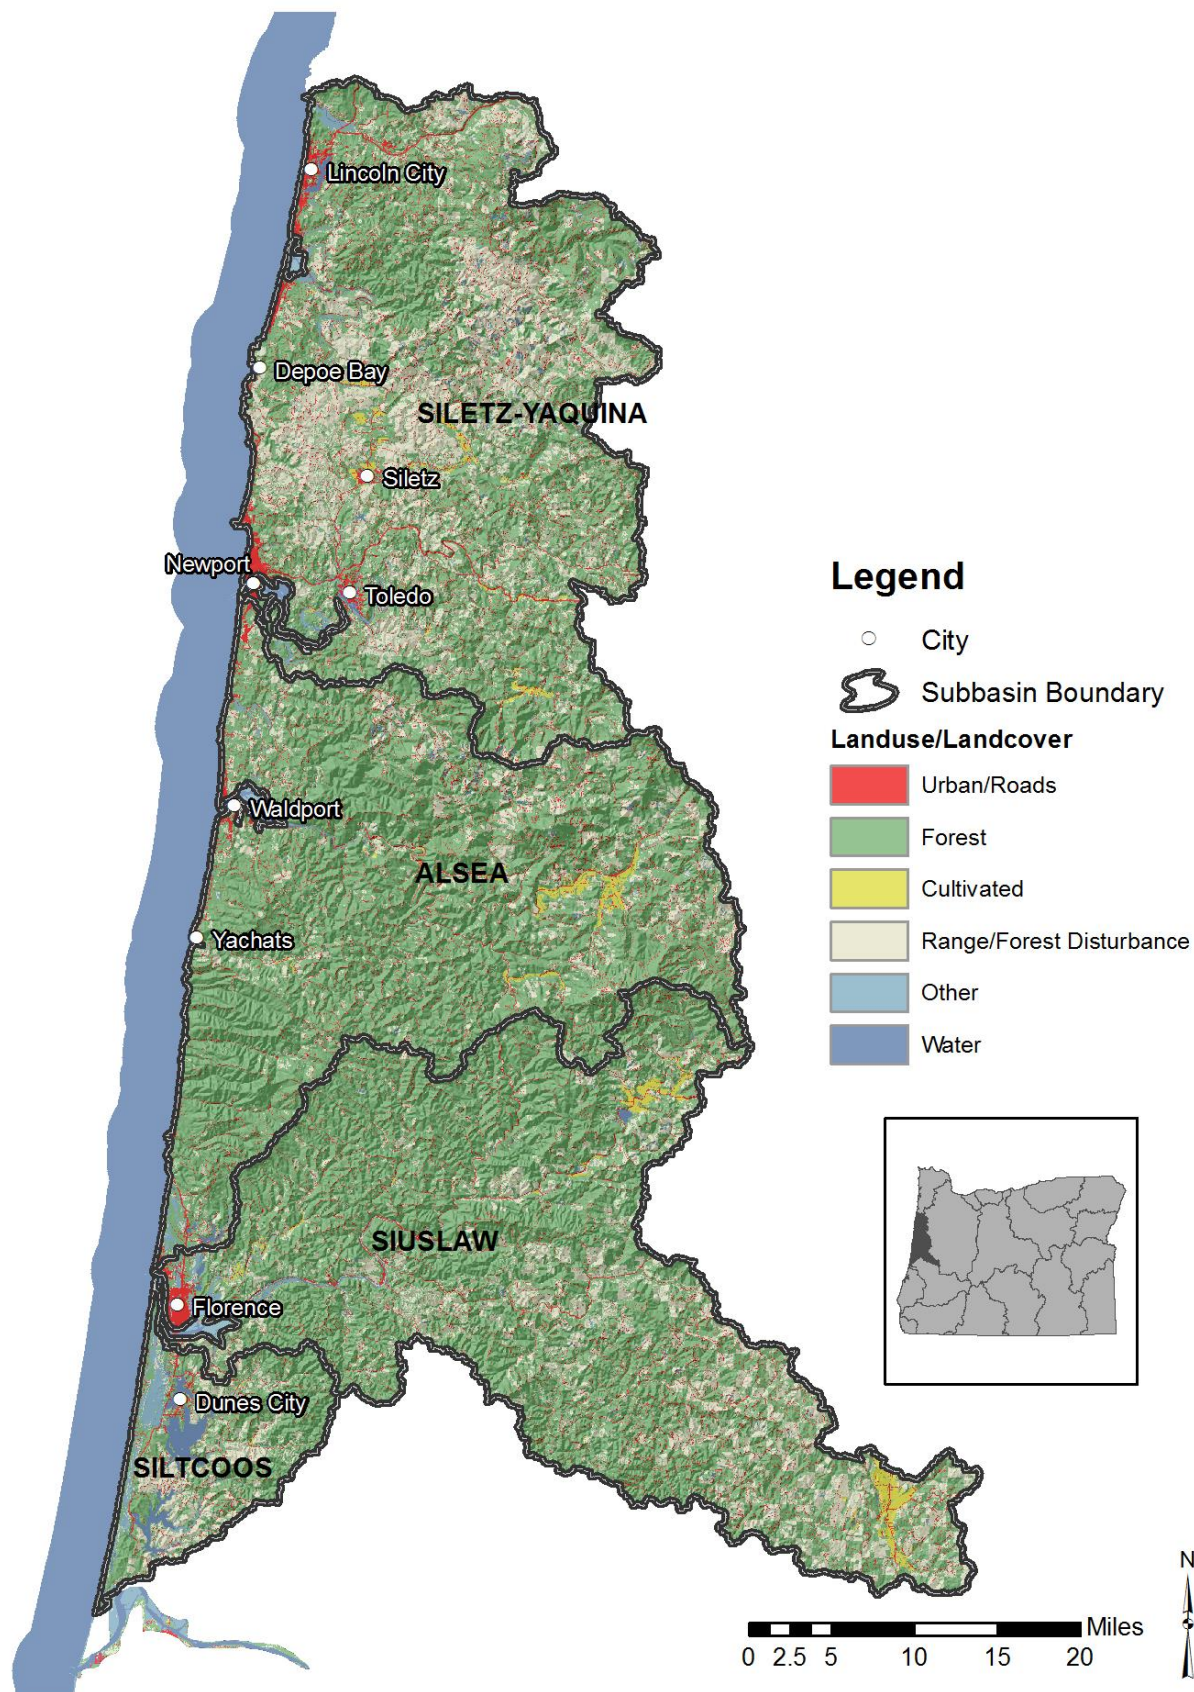 Lincoln City
Depoe Bay
SILETZ-YAQUINA
Siletz
Newport
Toledo
Waldport
ALSEA
Yachats
SIUSLAW
Florence
Dunes City
SILTCOOS
Legend
City
Subbasin Boundary
Landuse/Landcover
Urban/Roads
Forest
Cultivated
Range/Forest Disturbance
Other
Water
N
Miles
0 2.5 5 10 15 20